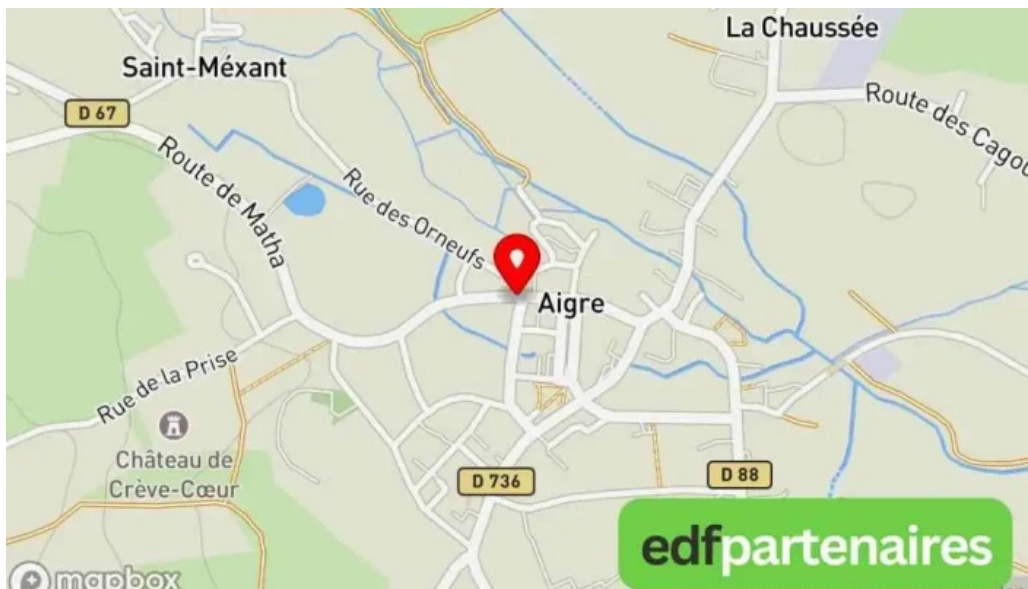 La Chaussée
Saint-Méxant
D 67
Route des Cagou
Route de Matha
Rue des Orneufs
Aigre
Rue de la Prise
Château de
Crève-Cœur
D 736
D 88
edfpartenaires
mapbox